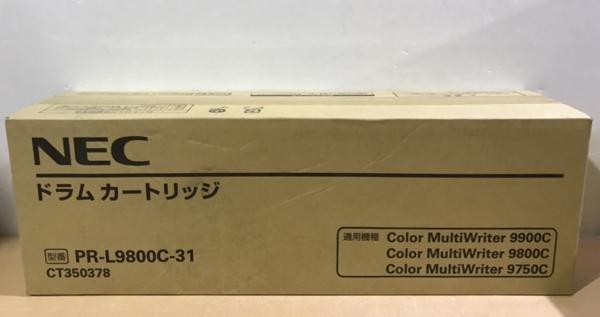 NEC
ドラム カートリッジ
型番 PR-L9800C-31
CT350378
適用機種 Color MultiWriter 9900C
Color MultiWriter 9800C
Color MultiWriter 9750C